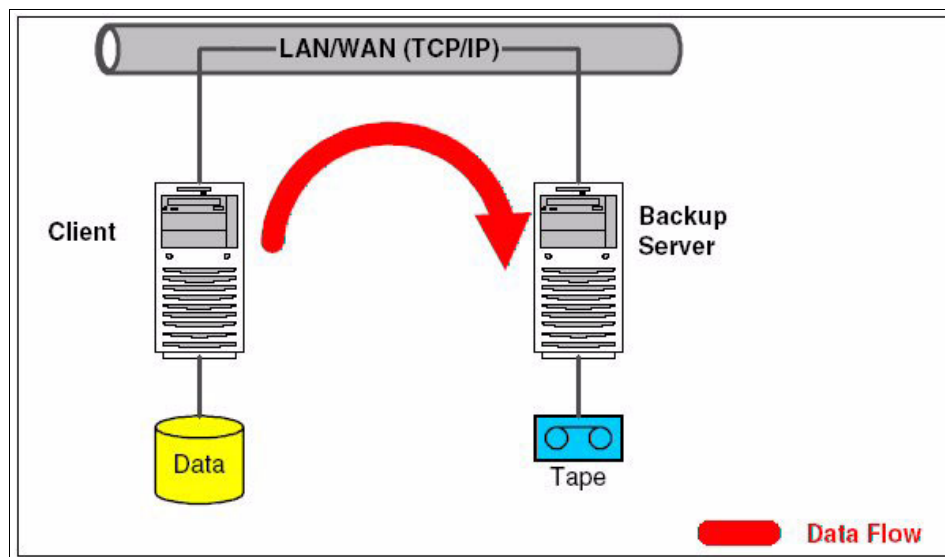 LAN/WAN (TCP/IP)
Client
Backup
Server
Data
Tape
Data Flow